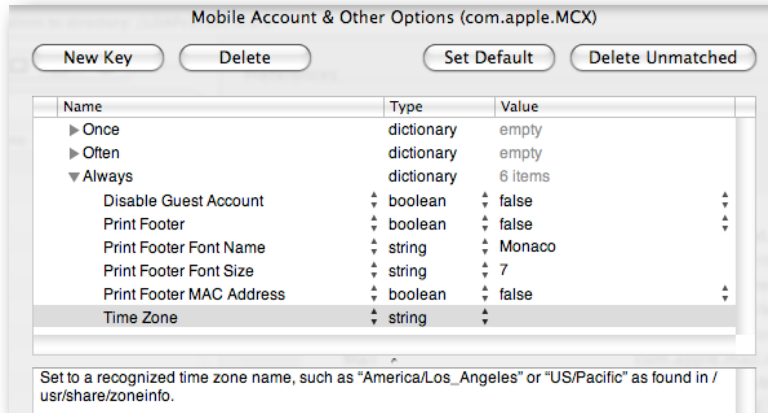 Mobile Account & Other Options (com.apple.MCX)
New Key Delete Set Default Delete Unmatched
Name Type Value
Once dictionary empty
Often dictionary empty
Always dictionary 6 items
Disable Guest Account boolean false
Print Footer boolean false
Print Footer Font Name string Monaco
Print Footer Font Size string 7
Print Footer MAC Address boolean false
Time Zone string
Set to a recognized time zone name, such as “America/Los_Angeles” or “US/Pacific” as found in /
usr/share/zoneinfo.